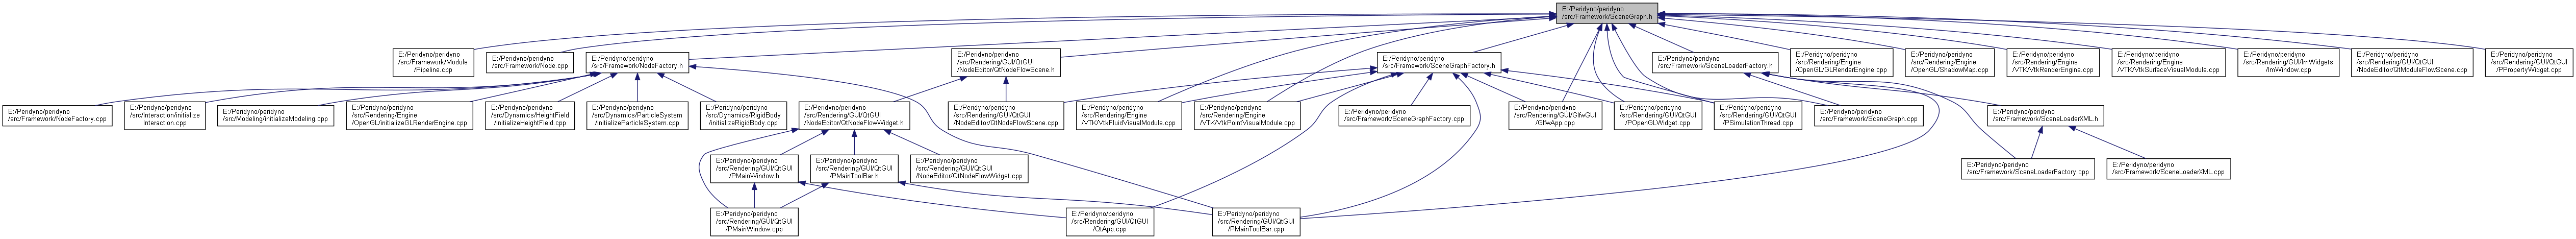 E:/Peridyno/peridyno
/src/Framework/SceneGraph.h
E:/Peridyno/peridyno
/src/Framework/Module
/Pipeline.cpp
E:/Peridyno/peridyno
/src/Framework/Node.cpp
E:/Peridyno/peridyno
/src/Framework/NodeFactory.h
E:/Peridyno/peridyno
/src/Rendering/GUI/QtGUI
/NodeEditor/QtNodeFlowScene.h
E:/Peridyno/peridyno
/src/Framework/SceneGraphFactory.h
E:/Peridyno/peridyno
/src/Framework/SceneLoaderFactory.h
E:/Peridyno/peridyno
/src/Rendering/Engine
/OpenGL/GLRenderEngine.cpp
E:/Peridyno/peridyno
/src/Rendering/Engine
/OpenGL/ShadowMap.cpp
E:/Peridyno/peridyno
/src/Rendering/Engine
/VTK/VtkRenderEngine.cpp
E:/Peridyno/peridyno
/src/Rendering/Engine
/VTK/VtkSurfaceVisualModule.cpp
E:/Peridyno/peridyno
/src/Rendering/GUI/ImWidgets
/ImWindow.cpp
E:/Peridyno/peridyno
/src/Rendering/GUI/QtGUI
/NodeEditor/QtModuleFlowScene.cpp
E:/Peridyno/peridyno
/src/Rendering/GUI/QtGUI
/PPropertyWidget.cpp
E:/Peridyno/peridyno
/src/Framework/NodeFactory.cpp
E:/Peridyno/peridyno
/src/Interaction/initialize
Interaction.cpp
E:/Peridyno/peridyno
/src/Modeling/initializeModeling.cpp
E:/Peridyno/peridyno
/src/Rendering/Engine
/OpenGL/initializeGLRenderEngine.cpp
E:/Peridyno/peridyno
/src/Dynamics/HeightField
/initializeHeightField.cpp
E:/Peridyno/peridyno
/src/Dynamics/ParticleSystem
/initializeParticleSystem.cpp
E:/Peridyno/peridyno
/src/Dynamics/RigidBody
/initializeRigidBody.cpp
E:/Peridyno/peridyno
/src/Rendering/GUI/QtGUI
/NodeEditor/QtNodeFlowWidget.h
E:/Peridyno/peridyno
/src/Rendering/GUI/QtGUI
/NodeEditor/QtNodeFlowScene.cpp
E:/Peridyno/peridyno
/src/Rendering/Engine
/VTK/VtkFluidVisualModule.cpp
E:/Peridyno/peridyno
/src/Rendering/Engine
/VTK/VtkPointVisualModule.cpp
E:/Peridyno/peridyno
/src/Framework/SceneGraphFactory.cpp
E:/Peridyno/peridyno
/src/Rendering/GUI/GlfwGUI
/GlfwApp.cpp
E:/Peridyno/peridyno
/src/Rendering/GUI/QtGUI
/POpenGLWidget.cpp
E:/Peridyno/peridyno
/src/Rendering/GUI/QtGUI
/PSimulationThread.cpp
E:/Peridyno/peridyno
/src/Framework/SceneGraph.cpp
E:/Peridyno/peridyno
/src/Framework/SceneLoaderXML.h
E:/Peridyno/peridyno
/src/Rendering/GUI/QtGUI
/PMainWindow.h
E:/Peridyno/peridyno
/src/Rendering/GUI/QtGUI
/PMainToolBar.h
E:/Peridyno/peridyno
/src/Rendering/GUI/QtGUI
/NodeEditor/QtNodeFlowWidget.cpp
E:/Peridyno/peridyno
/src/Framework/SceneLoaderFactory.cpp
E:/Peridyno/peridyno
/src/Framework/SceneLoaderXML.cpp
E:/Peridyno/peridyno
/src/Rendering/GUI/QtGUI
/PMainWindow.cpp
E:/Peridyno/peridyno
/src/Rendering/GUI/QtGUI
/QtApp.cpp
E:/Peridyno/peridyno
/src/Rendering/GUI/QtGUI
/PMainToolBar.cpp